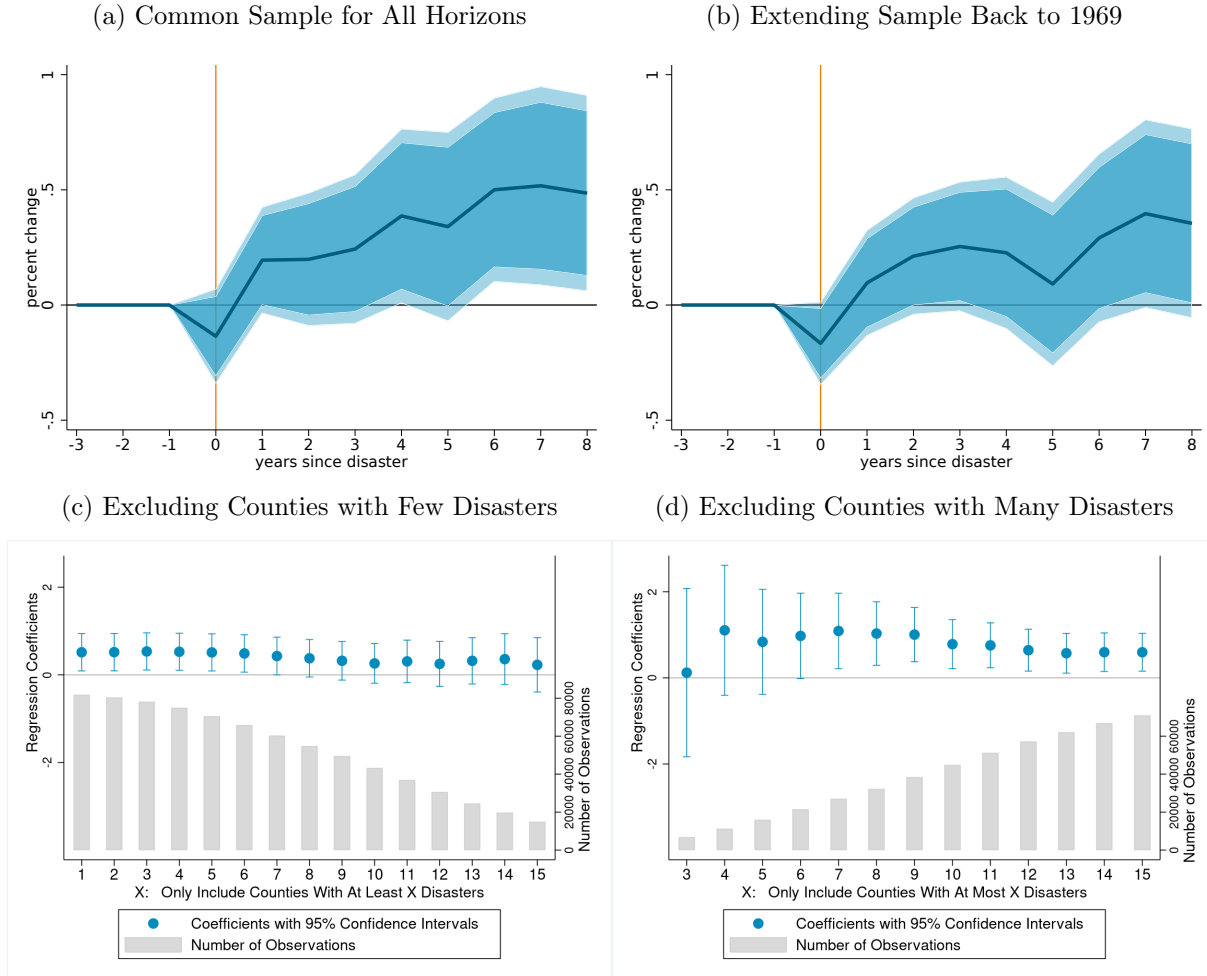 (a) Common Sample for All Horizons
(b) Extending Sample Back to 1969
percent change
1
.5
0
-.5
-3 -2 -1 0 1 2 3 4 5 6 7 8
years since disaster
percent change
1
.5
0
-.5
-3 -2 -1 0 1 2 3 4 5 6 7 8
years since disaster
(c) Excluding Counties with Few Disasters
(d) Excluding Counties with Many Disasters
Regression Coefficients
2
0
-2
0 20000 40000 60000 80000
Number of Observations
1 2 3 4 5 6 7 8 9 10 11 12 13 14 15
X: Only Include Counties With At Least X Disasters
Coefficients with 95% Confidence Intervals
Number of Observations
Regression Coefficients
2
0
-2
0 20000 40000 60000
Number of Observations
3 4 5 6 7 8 9 10 11 12 13 14 15
X: Only Include Counties With At Most X Disasters
Coefficients with 95% Confidence Intervals
Number of Observations